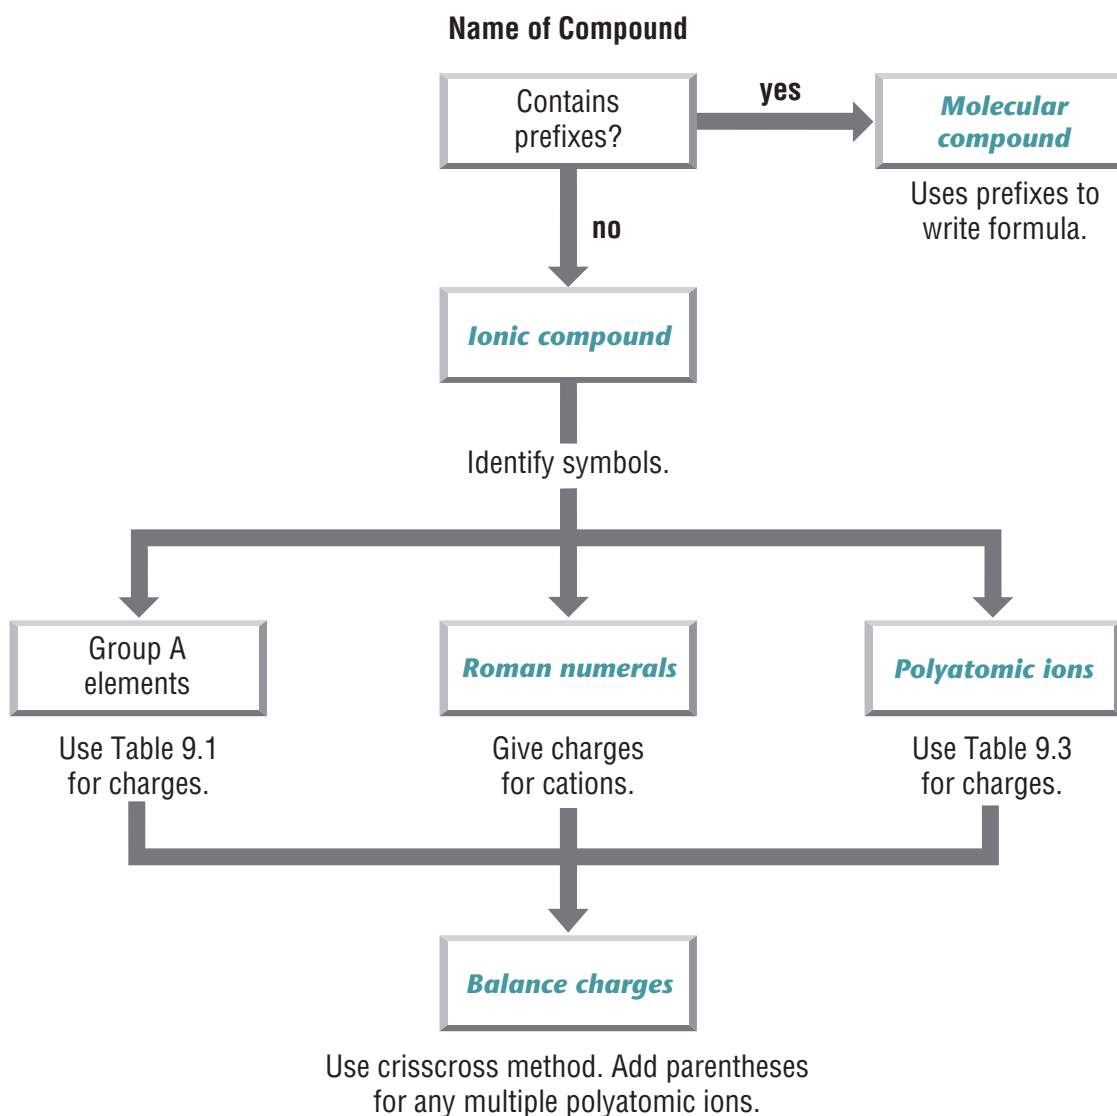 Name of Compound
Contains
prefixes?
yes
Molecular
compound
Uses prefixes to
write formula.
no
Ionic compound
Identify symbols.
Group A
elements
Use Table 9.1
for charges.
Roman numerals
Give charges
for cations.
Polyatomic ions
Use Table 9.3
for charges.
Balance charges
Use crisscross method. Add parentheses
for any multiple polyatomic ions.